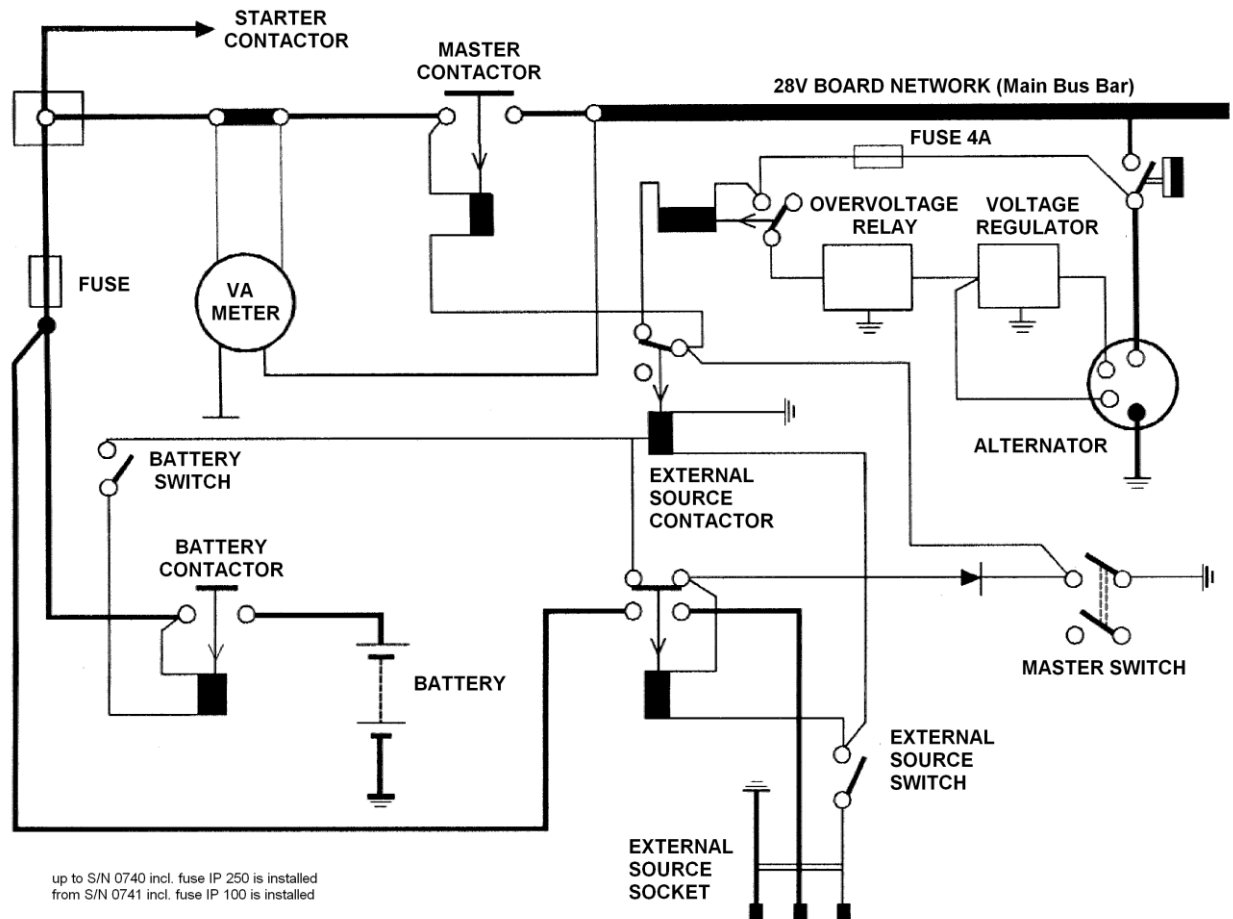 STARTER
CONTACTOR
MASTER
CONTACTOR
28V BOARD NETWORK (Main Bus Bar)
FUSE 4A
OVERVOLTAGE
RELAY
VOLTAGE
REGULATOR
FUSE
VA
METER
ALTERNATOR
BATTERY
SWITCH
EXTERNAL
SOURCE
CONTACTOR
BATTERY
CONTACTOR
MASTER SWITCH
BATTERY
EXTERNAL
SOURCE
SWITCH
EXTERNAL
SOURCE
SOCKET
up to S/N 0740 incl. fuse IP 250 is installed
from S/N 0741 incl. fuse IP 100 is installed